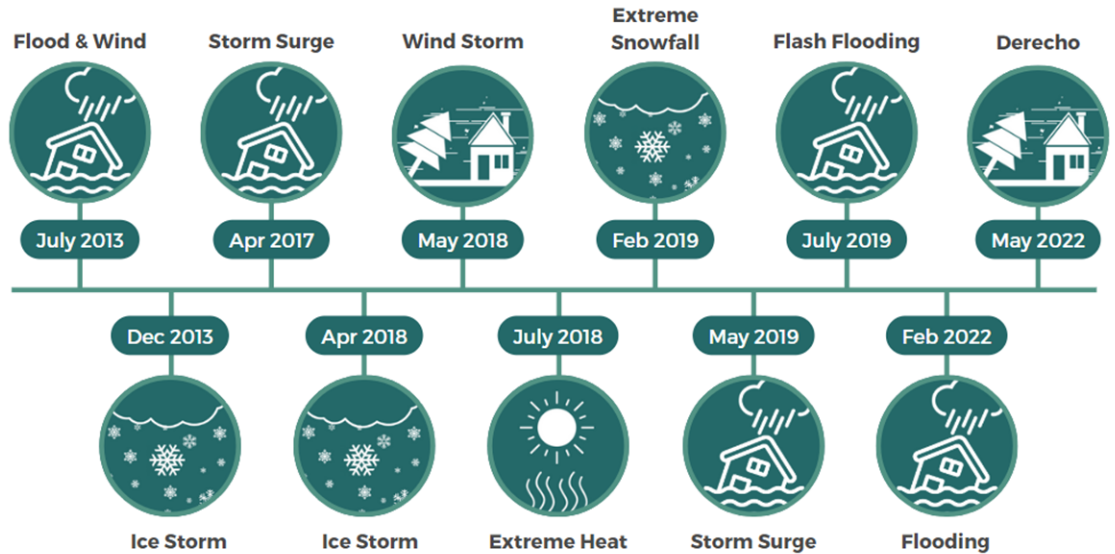 Flood & Wind
Storm Surge
Wind Storm
Extreme
Snowfall
Flash Flooding
Derecho
July 2013
Apr 2017
May 2018
Feb 2019
July 2019
May 2022
Dec 2013
Apr 2018
July 2018
May 2019
Feb 2022
Ice Storm
Ice Storm
Extreme Heat
Storm Surge
Flooding